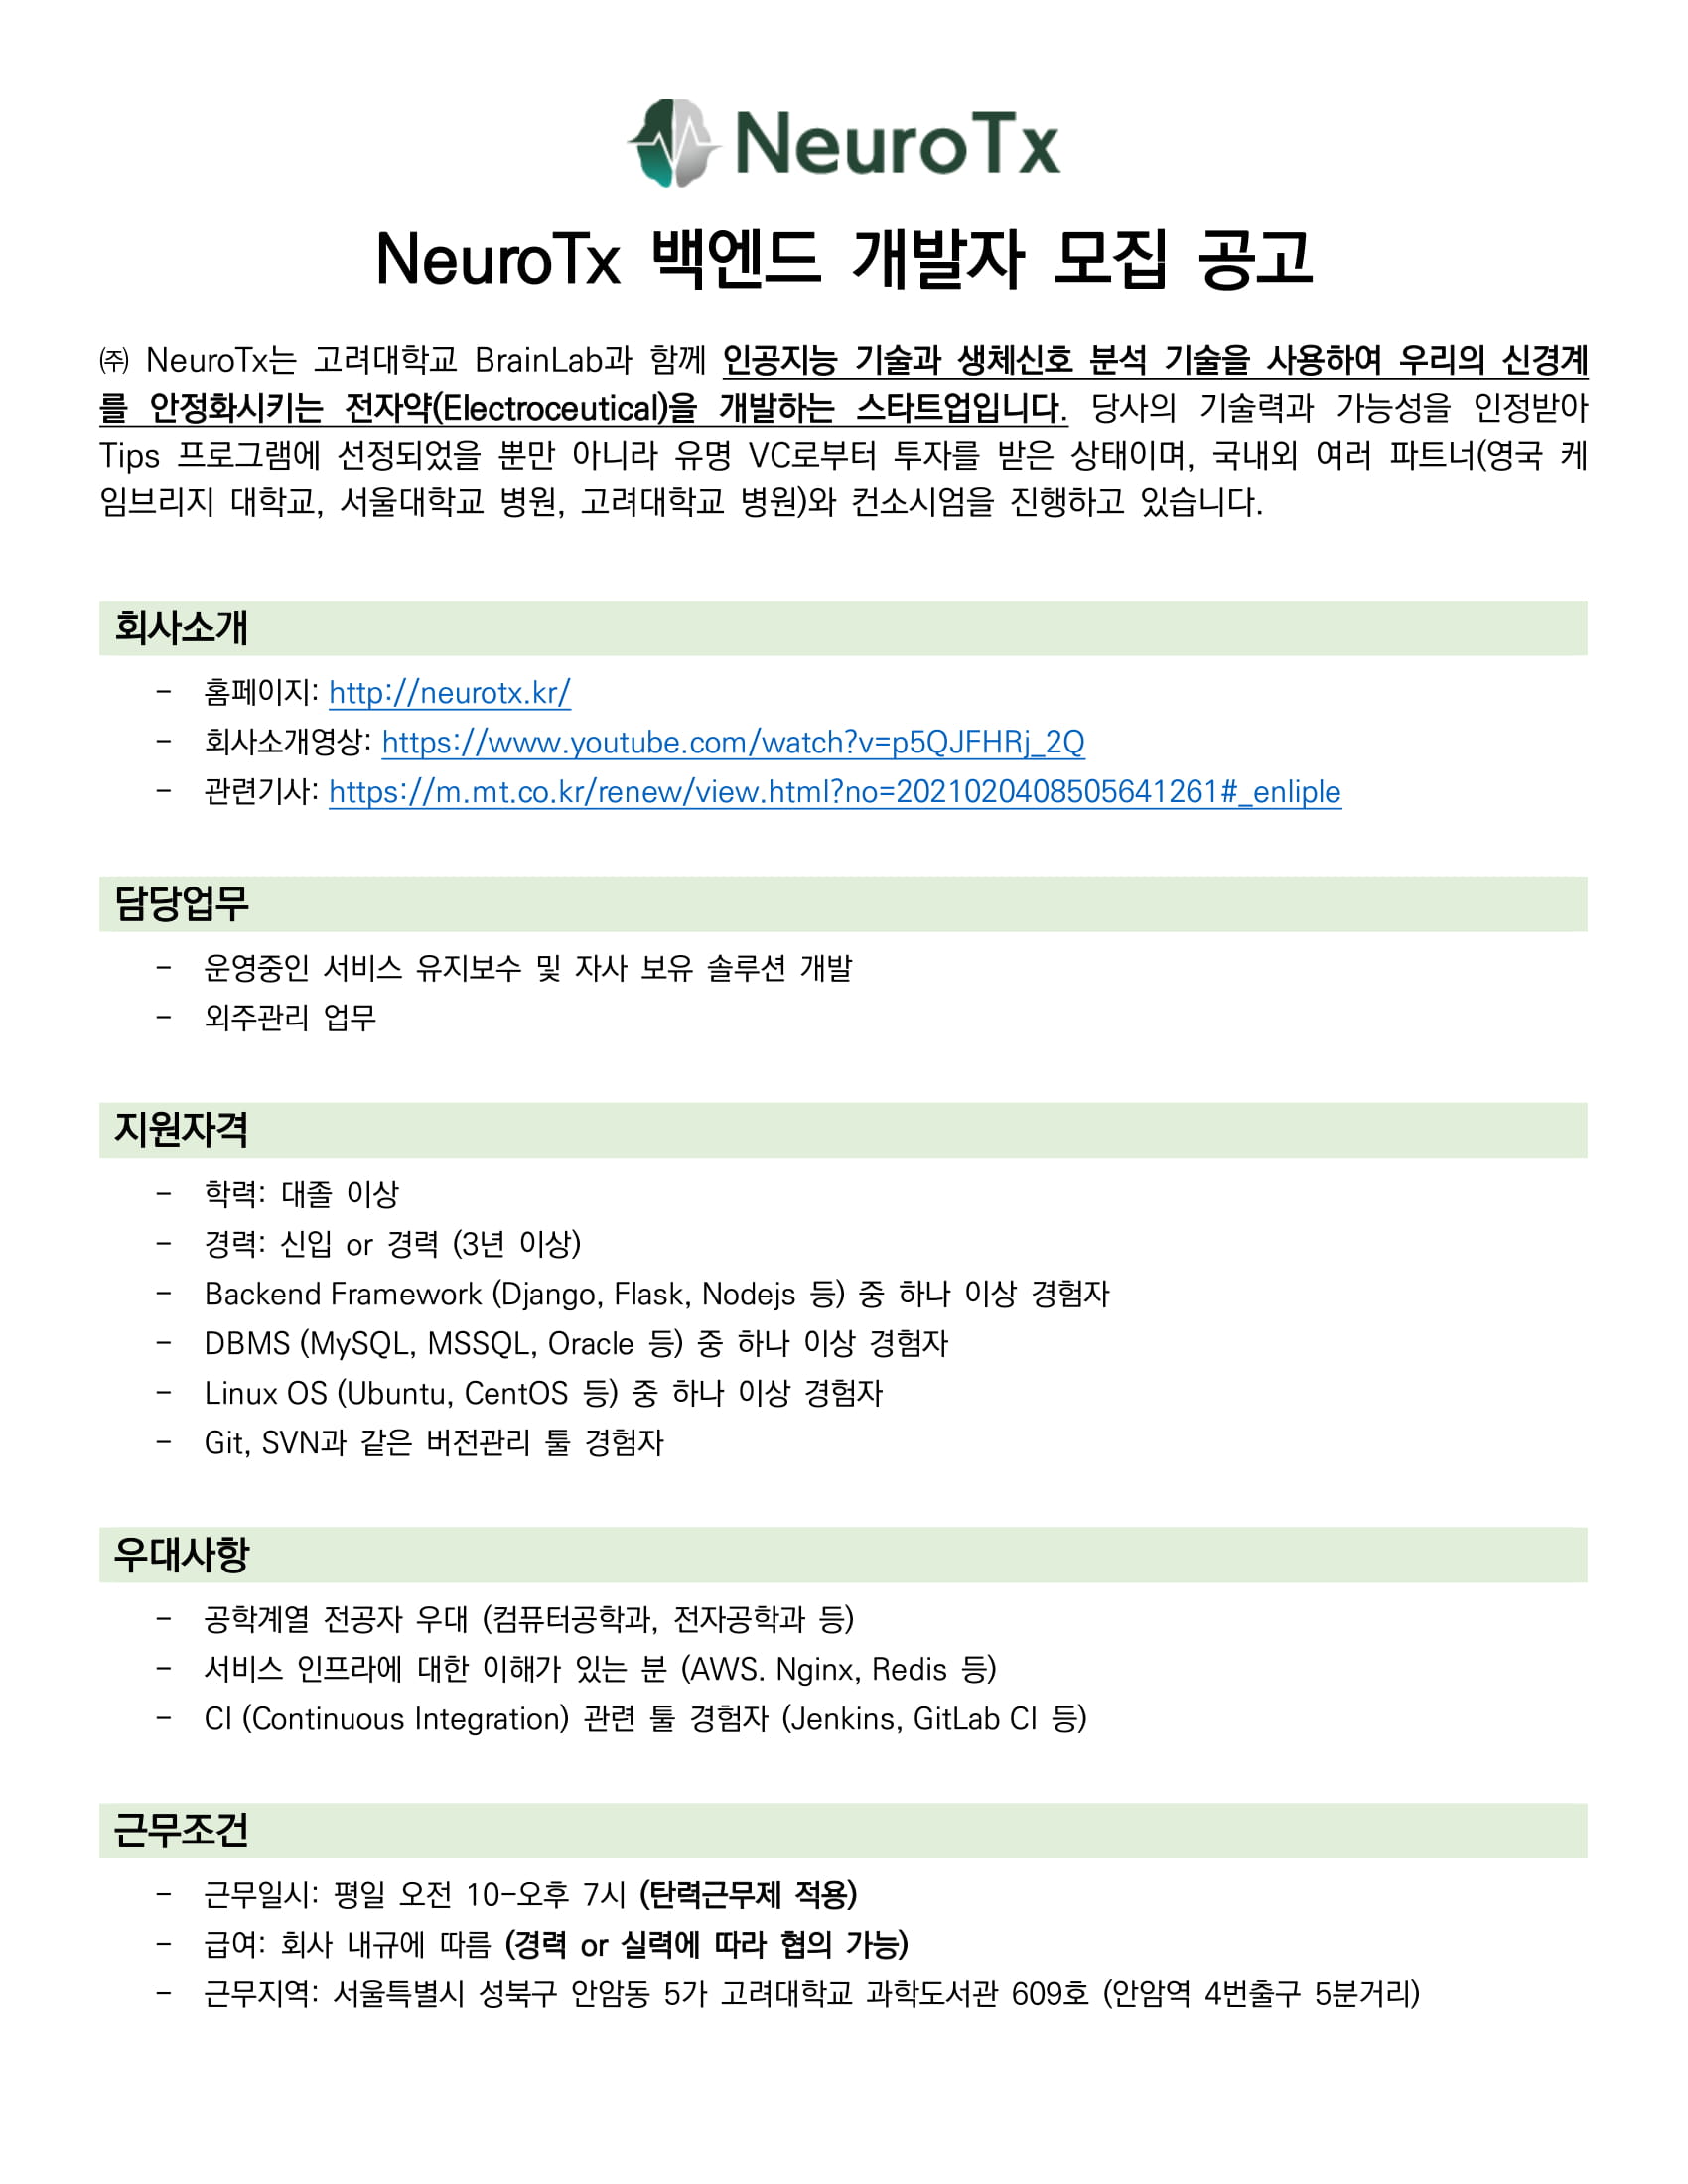 NeuroTx
NeuroTx 백엔드 개발자 모집 공고
㈜ NeuroTx는 고려대학교 BrainLab과 함께 인공지능 기술과 생체신호 분석 기술을 사용하여 우리의 신경계
를 안정화시키는 전자약(Electroceutical)을 개발하는 스타트업입니다. 당사의 기술력과 가능성을 인정받아
Tips 프로그램에 선정되었을 뿐만 아니라 유명 VC로부터 투자를 받은 상태이며, 국내외 여러 파트너(영국 케
임브리지 대학교, 서울대학교 병원, 고려대학교 병원)와 컨소시엄을 진행하고 있습니다.
회사소개
- 홈페이지: http://neurotx.kr/
- 회사소개영상: https://www.youtube.com/watch?v=p5QJFHRj_2Q
- 관련기사: https://m.mt.co.kr/renew/view.html?no=2021020408505641261#_enliple
담당업무
- 운영중인 서비스 유지보수 및 자사 보유 솔루션 개발
- 외주관리 업무
지원자격
- 학력: 대졸 이상
- 경력: 신입 or 경력 (3년 이상)
- Backend Framework (Django, Flask, Nodejs 등) 중 하나 이상 경험자
- DBMS (MySQL, MSSQL, Oracle 등) 중 하나 이상 경험자
- Linux OS (Ubuntu, CentOS 등) 중 하나 이상 경험자
- Git, SVN과 같은 버전관리 툴 경험자
우대사항
- 공학계열 전공자 우대 (컴퓨터공학과, 전자공학과 등)
- 서비스 인프라에 대한 이해가 있는 분 (AWS. Nginx, Redis 등)
- CI (Continuous Integration) 관련 툴 경험자 (Jenkins, GitLab CI 등)
근무조건
- 근무일시: 평일 오전 10-오후 7시 (탄력근무제 적용)
- 급여: 회사 내규에 따름 (경력 or 실력에 따라 협의 가능)
- 근무지역: 서울특별시 성북구 안암동 5가 고려대학교 과학도서관 609호 (안암역 4번출구 5분거리)